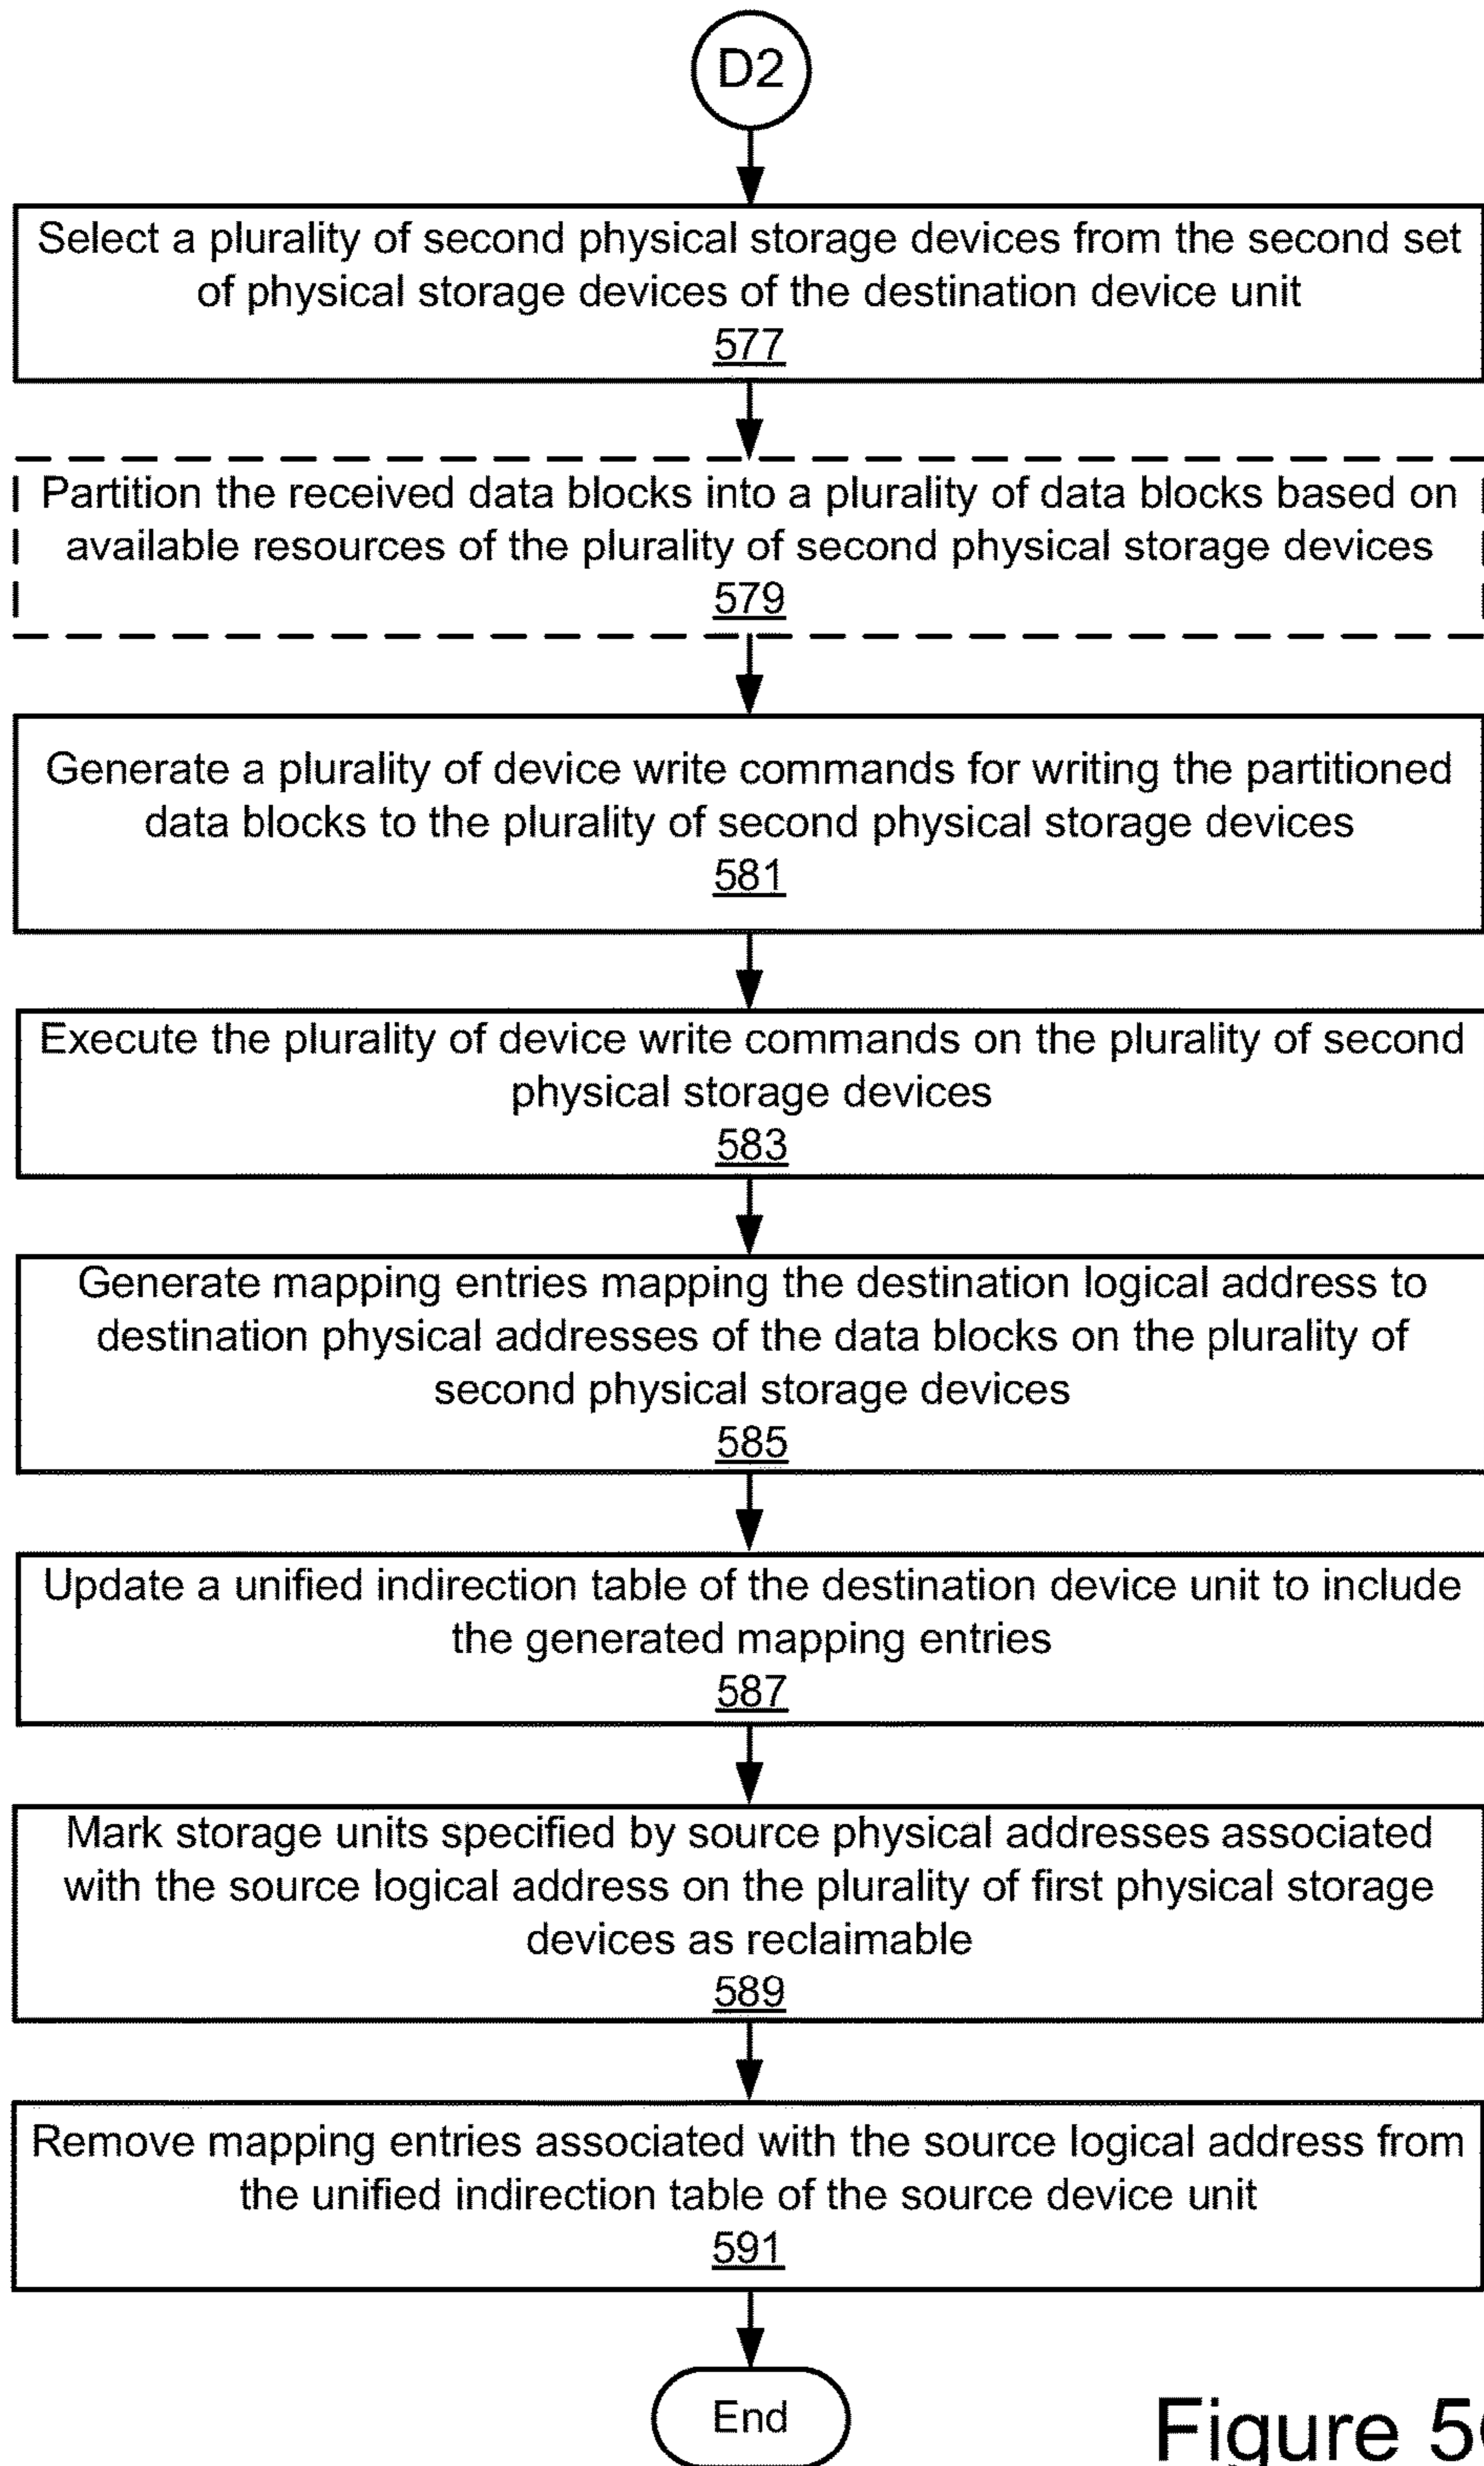 D2
Select a plurality of second physical storage devices from the second set
of physical storage devices of the destination device unit
577
Partition the received data blocks into a plurality of data blocks based on
available resources of the plurality of second physical storage devices
579
Generate a plurality of device write commands for writing the partitioned
data blocks to the plurality of second physical storage devices
581
Execute the plurality of device write commands on the plurality of second
physical storage devices
583
Generate mapping entries mapping the destination logical address to
destination physical addresses of the data blocks on the plurality of
second physical storage devices
585
Update a unified indirection table of the destination device unit to include
the generated mapping entries
587
Mark storage units specified by source physical addresses associated
with the source logical address on the plurality of first physical storage
devices as reclaimable
589
Remove mapping entries associated with the source logical address from
the unified indirection table of the source device unit
591
End
Figure